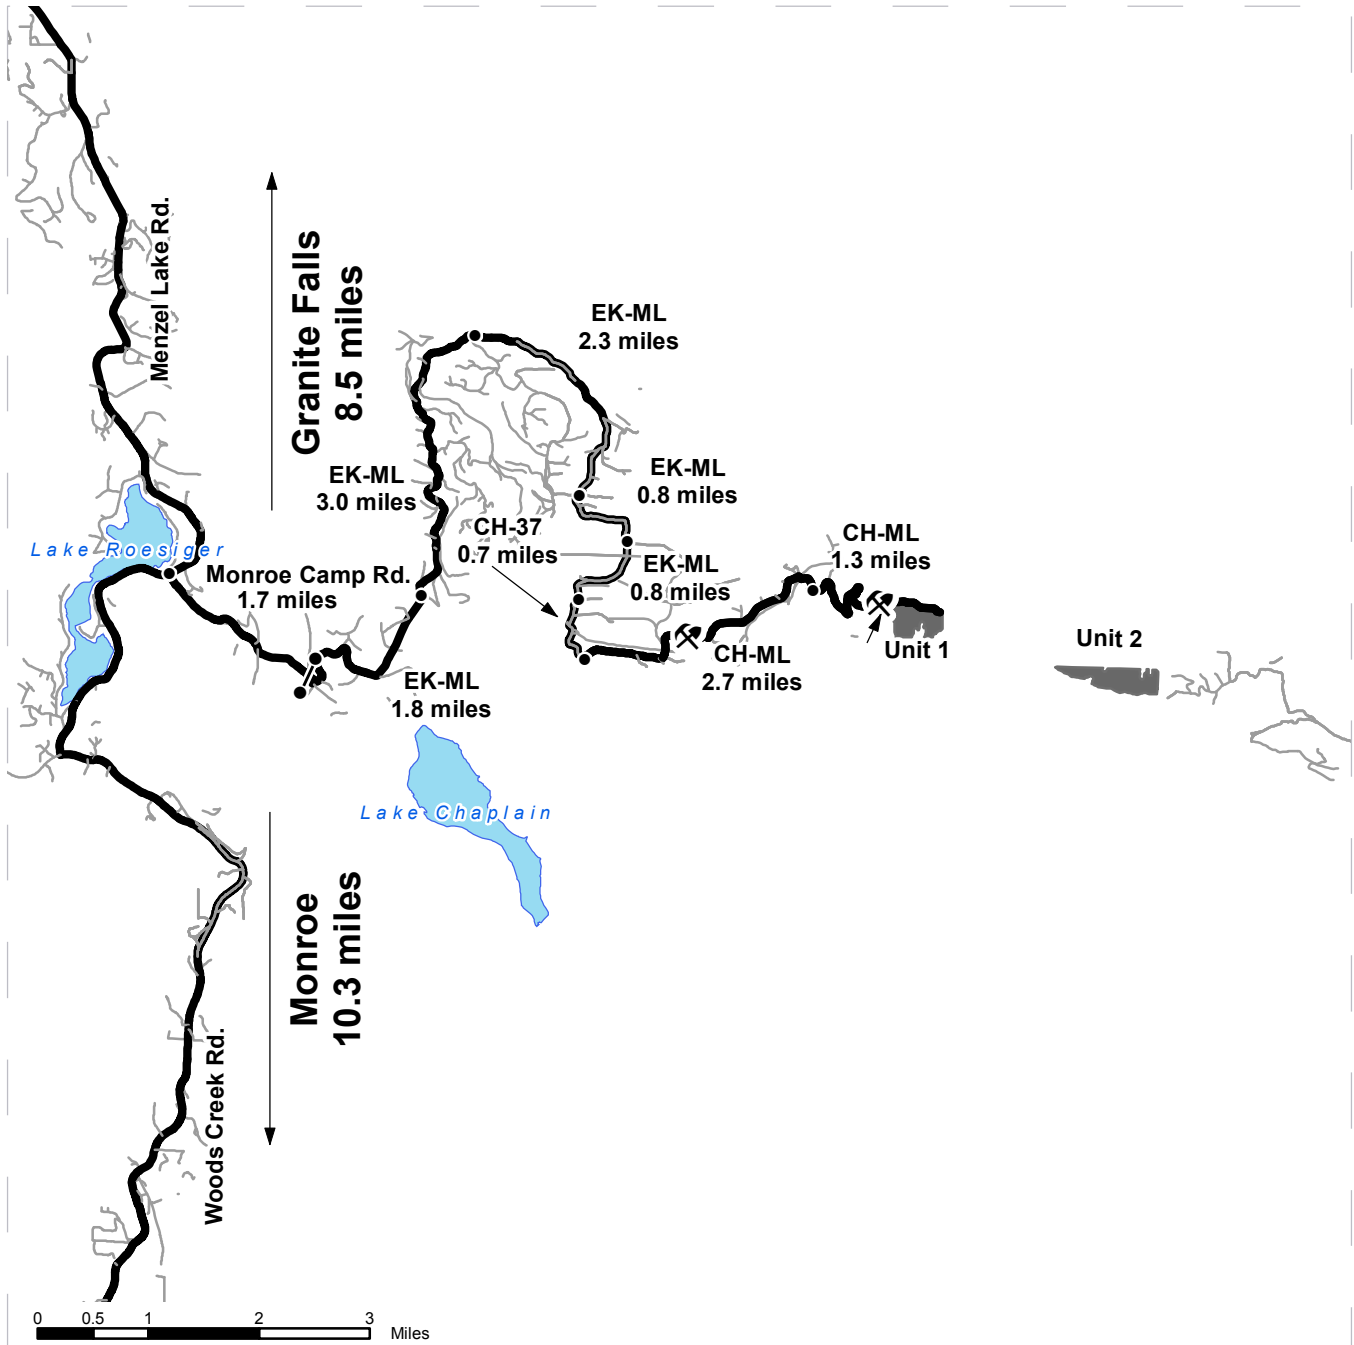 Menzel Lake Rd.
Granite Falls
8.5 miles
EK-ML
2.3 miles
EK-ML
3.0 miles
EK-ML
0.8 miles
CH-37
0.7 miles
CH-ML
1.3 miles
Lake Roesiger
Monroe Camp Rd.
1.7 miles
EK-ML
0.8 miles
Unit 1
Unit 2
CH-ML
2.7 miles
EK-ML
1.8 miles
Lake Chaplain
Monroe
10.3 miles
Woods Creek Rd.
0 0.5 1 2 3
Miles